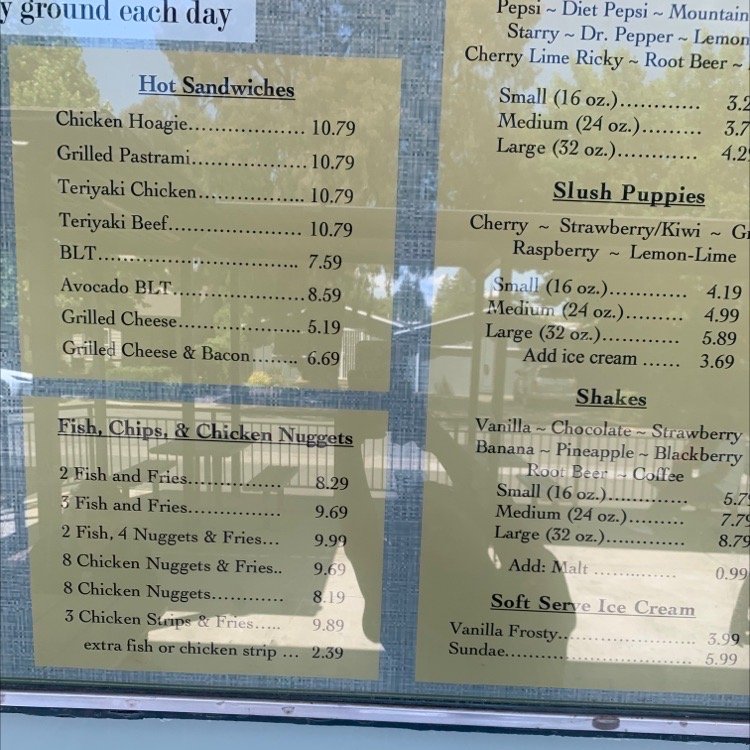 y ground each day
Hot Sandwiches
Chicken Hoagie.................. 10.79
Grilled Pastrami.................. 10.79
Teriyaki Chicken................. 10.79
Teriyaki Beef..................... 10.79
BLT................................ 7.59
Avocado BLT.....................8.59
Grilled Cheese................... 5.19
Grilled Cheese & Bacon........ 6.69
Fish, Chips, & Chicken Nuggets
2 Fish and Fries............... 8.29
3 Fish and Fries............... 9.69
2 Fish, 4 Nuggets & Fries... 9.99
8 Chicken Nuggets & Fries.. 9.69
8 Chicken Nuggets............ 8.19
3 Chicken Strips & Fries..... 9.89
extra fish or chicken strip ... 2.39
Pepsi ~ Diet Pepsi ~ Mountain
Starry ~ Dr. Pepper ~ Lemon
Cherry Lime Ricky ~ Root Beer ~
Small (16 oz.)............ 3.2
Medium (24 oz.)......... 3.7
Large (32 oz.)............ 4.2
Slush Puppies
Cherry ~ Strawberry/Kiwi ~ G
Raspberry ~ Lemon-Lime
Small (16 oz.)............ 4.19
Medium (24 oz.)......... 4.99
Large (32 oz.)............ 5.89
Add ice cream ...... 3.69
Shakes
Vanilla ~ Chocolate ~ Strawberry
Banana ~ Pineapple ~ Blackberry
Root Beer ~ Coffee
Small (16 oz.)............... 5.7
Medium (24 oz.)......... 7.79
Large (32 oz.)............. 8.79
Add: Malt ............... 0.99
Soft Serve Ice Cream
Vanilla Frosty..................... 3.99
Sundae............................. 5.99